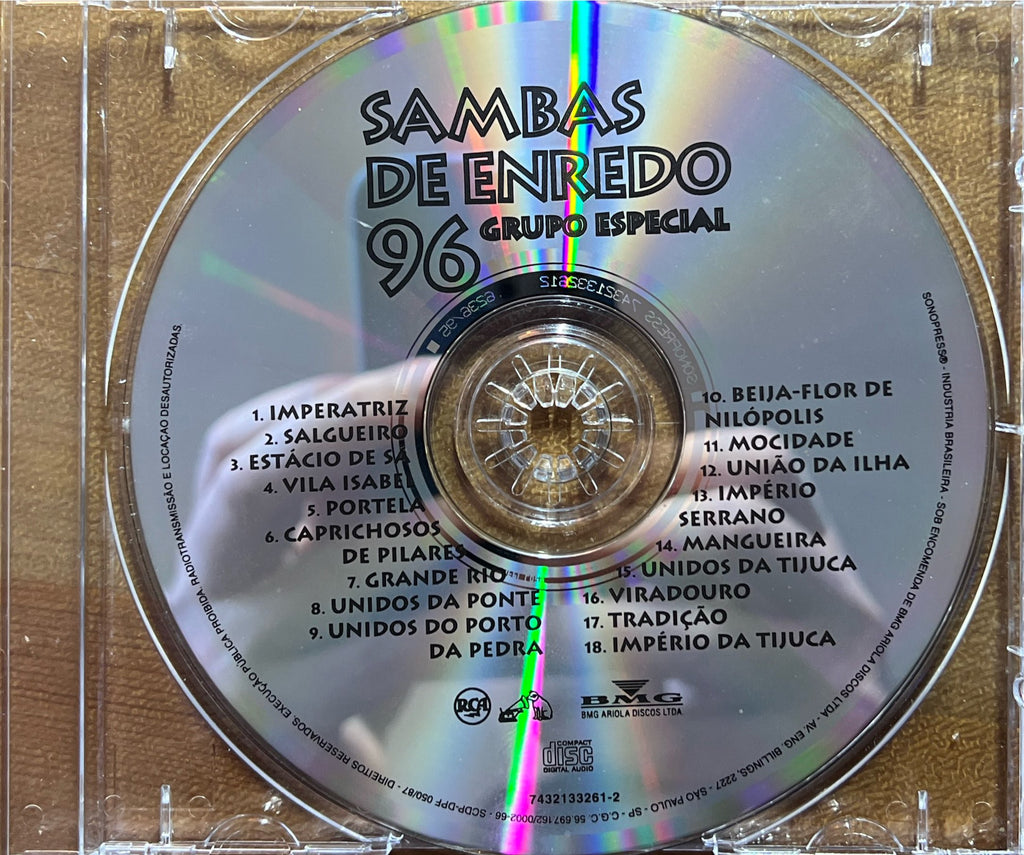 SAMBAS
DE ENREDO
96 GRUPO ESPECIAL
1. IMPERATRIZ
2. SALGUEIRO
3. ESTÁCIO DE SÁ
4. VILA ISABEL
5. PORTELA
6. CAPRICHOSOS
DE PILARES
7. GRANDE RIO
8. UNIDOS DA PONTE
9. UNIDOS DO PORTO
DA PEDRA
10. BEIJA-FLOR DE
NILÓPOLIS
11. MOCIDADE
12. UNIÃO DA ILHA
13. IMPÉRIO
SERRANO
14. MANGUEIRA
15. UNIDOS DA TIJUCA
16. VIRADOURO
17. TRADIÇÃO
18. IMPÉRIO DA TIJUCA
RCA
BMG
BMG ARIOLA DISCOS LTDA.
COMPACT
disc
DIGITAL AUDIO
7432133261-2
SONOPRESS® - INDUSTRIA BRASILEIRA - SOB ENCOMENDA DE BMG ARIOLA DISCOS LTDA - AV. ENG. BILLINGS, 2227 - SÃO PAULO - SP - C.G.C. 56.697.162/0002-66 - SCDP-DPF 050/87 - DIREITOS RESERVADOS. EXECUÇÃO PÚBLICA PROIBIDA RADIOTRANSMISSÃO E LOCAÇÃO DESAUTORIZADAS.
SONOPRESS 74321332612